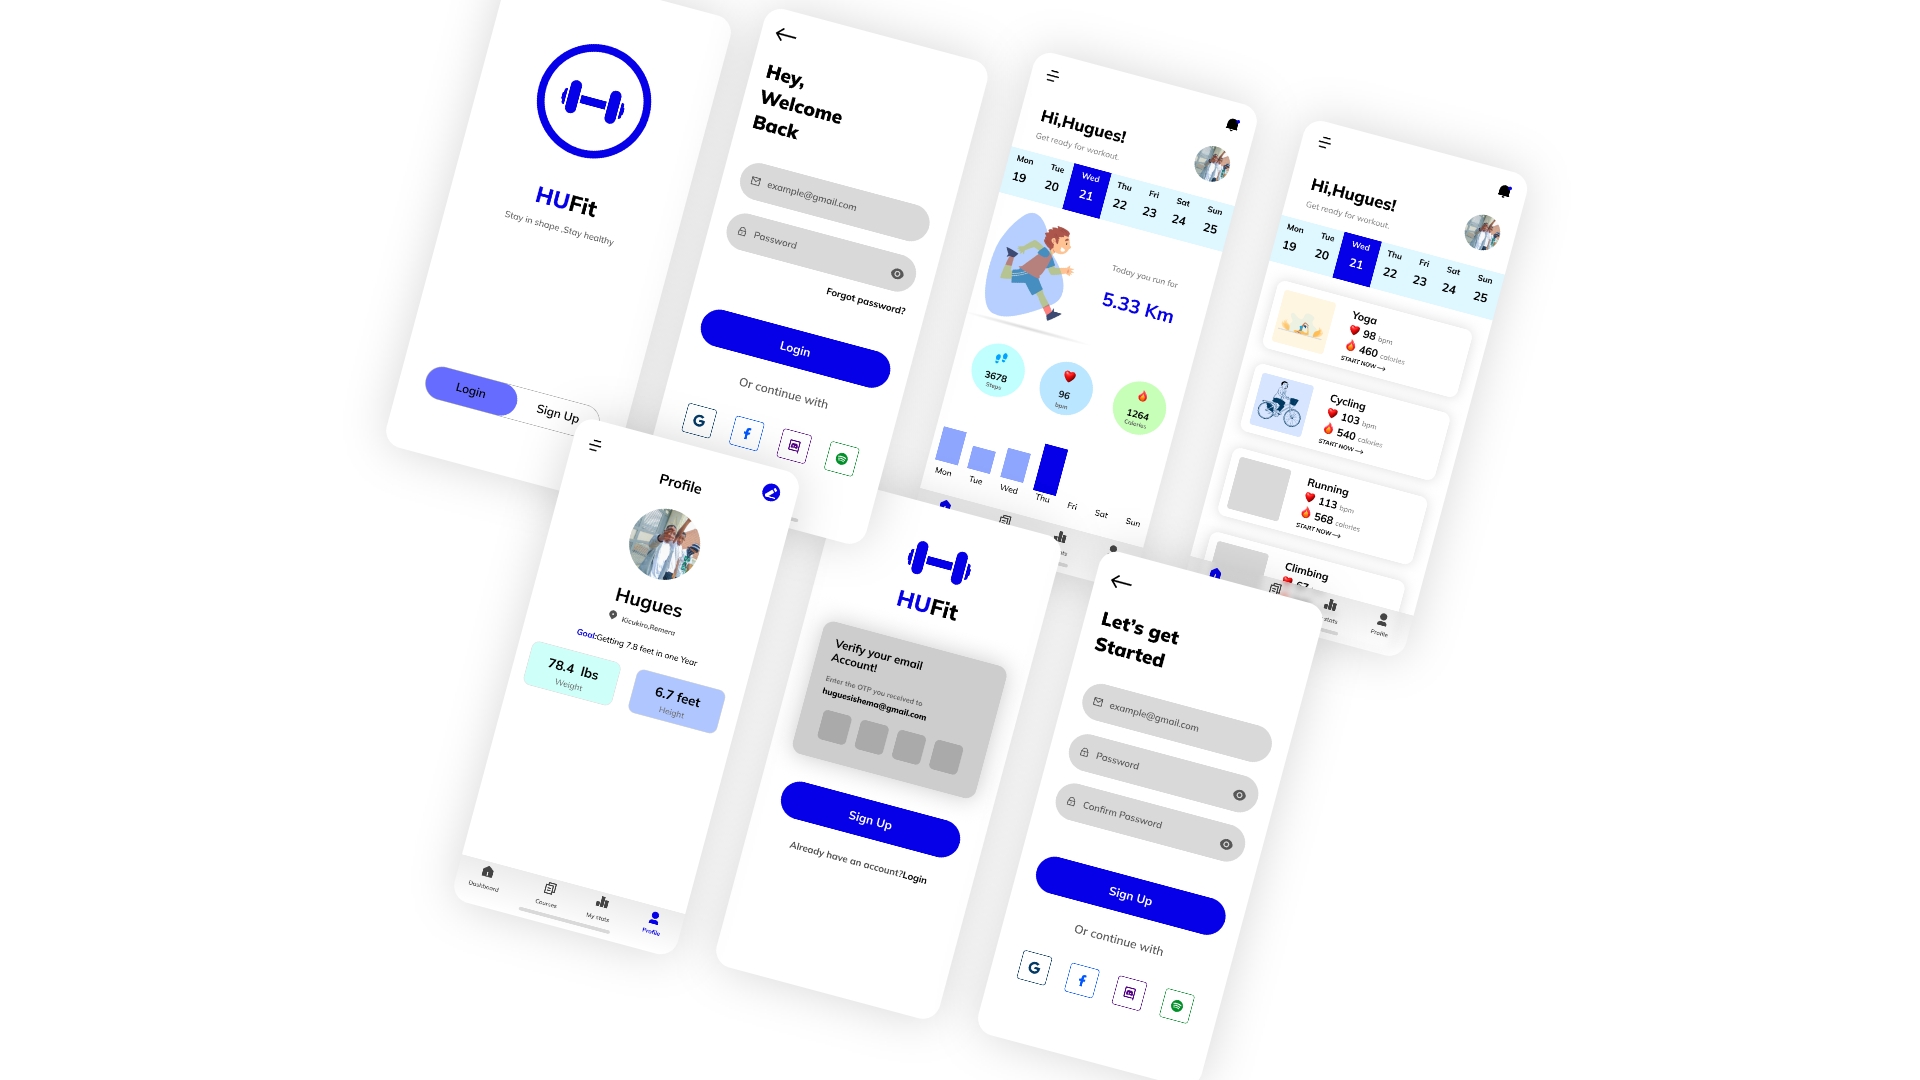 HUFit
Stay in shape ,Stay healthy
Login
Sign Up
Hey,
Welcome
Back
example@gmail.com
Password
Forgot password?
Login
Or continue with
Hi,Hugues!
Get ready for workout.
Mon Tue Wed Thu Fri Sat Sun
19 20 21 22 23 24 25
Today you run for
5.33 Km
3678
Steps
96
bpm
1264
Calories
Mon Tue Wed Thu Fri Sat Sun
Hi,Hugues!
Get ready for workout.
Mon Tue Wed Thu Fri Sat Sun
19 20 21 22 23 24 25
Yoga
98 bpm
460 calories
START NOW
Cycling
103 bpm
540 calories
START NOW
Running
113 bpm
568 calories
START NOW
Climbing
Profile
Profile
Hugues
Kicukiro,Remera
Goal:Getting 7.8 feet in one Year
78.4 lbs
Weight
6.7 feet
Height
Dashboard
Courses
My stats
Profile
HUFit
Verify your email
Account!
Enter the OTP you received to
huguesishema@gmail.com
Sign Up
Already have an account?Login
Let’s get
Started
example@gmail.com
Password
Confirm Password
Sign Up
Or continue with